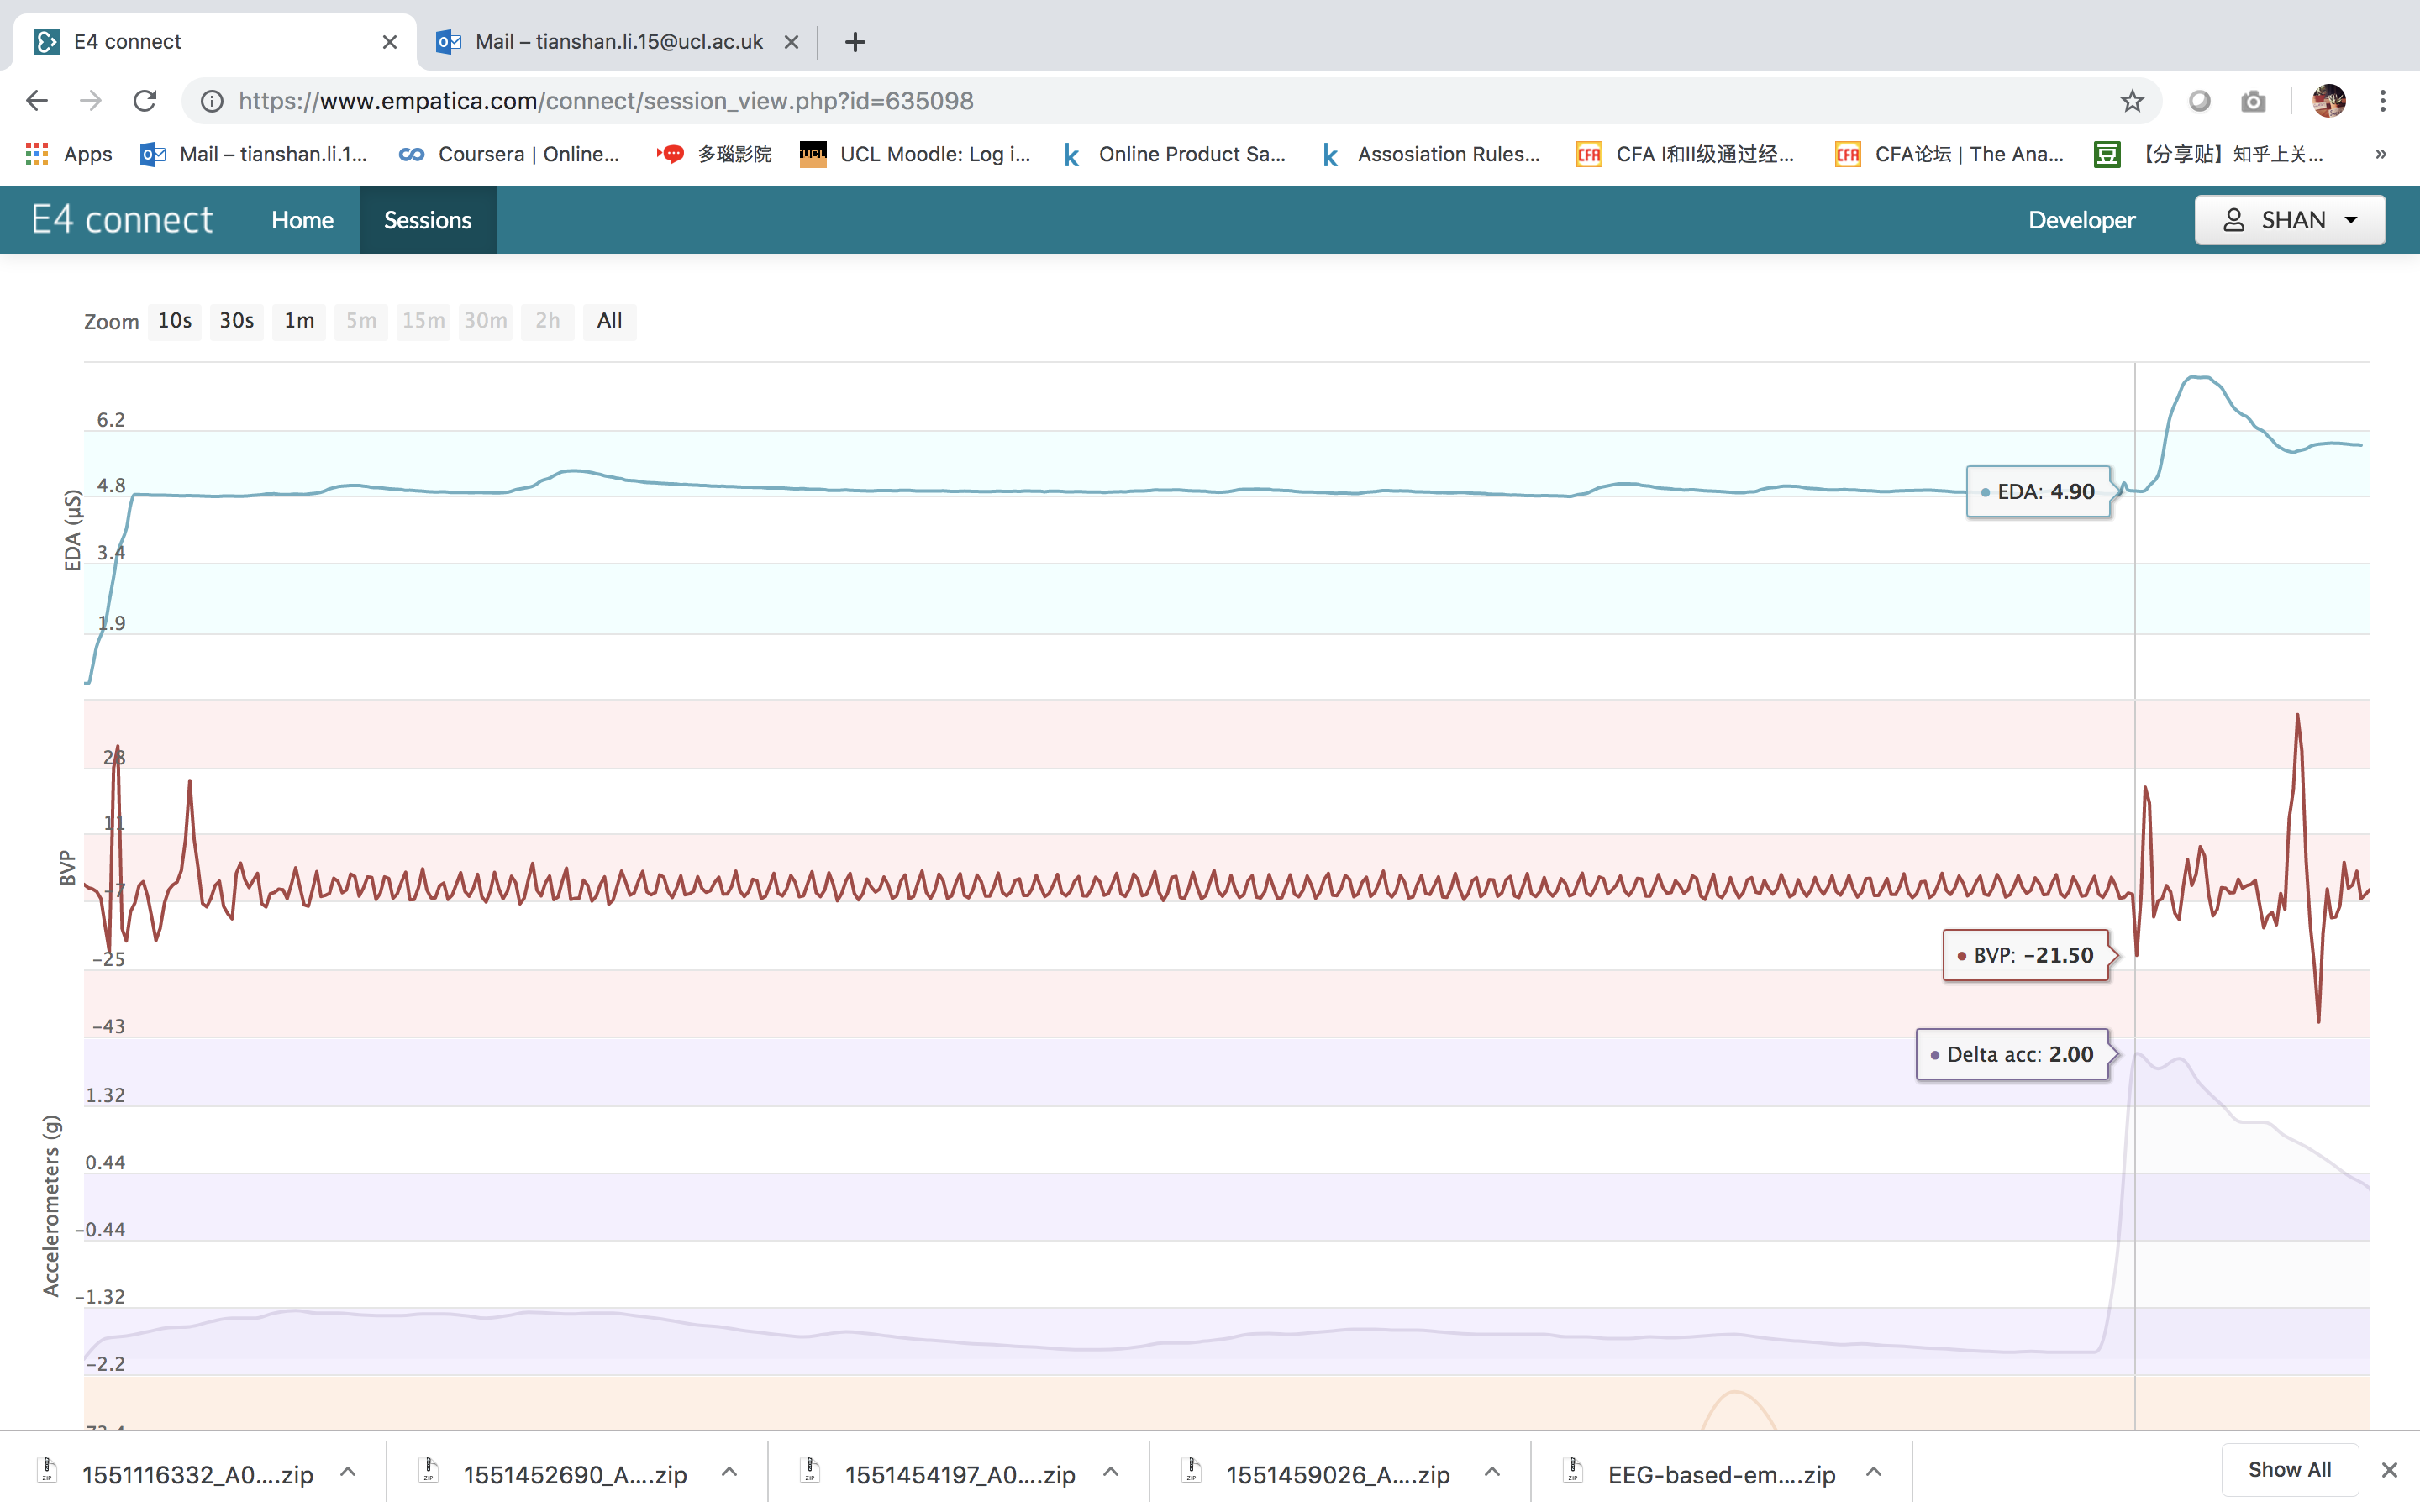 E4 connect
Mail – tianshan.li.15@ucl.ac.uk
https://www.empatica.com/connect/session_view.php?id=635098
Apps
Mail – tianshan.li.1...
Coursera | Online...
多瑙影院
UCL Moodle: Log i...
Online Product Sa...
Assosiation Rules...
CFA I和II级通过经...
CFA论坛 | The Ana...
【分享贴】知乎上关...
»
E4 connect
Home
Sessions
Developer
SHAN
Zoom 10s 30s 1m 5m 15m 30m 2h All
EDA (µS)
6.2
4.8
3.4
1.9
EDA: 4.90
BVP
23
11
-7
-25
-43
BVP: -21.50
Accelerometers (g)
1.32
0.44
-0.44
-1.32
-2.2
Delta acc: 2.00
1551116332_A0....zip
1551452690_A....zip
1551454197_A0....zip
1551459026_A....zip
EEG-based-em....zip
Show All